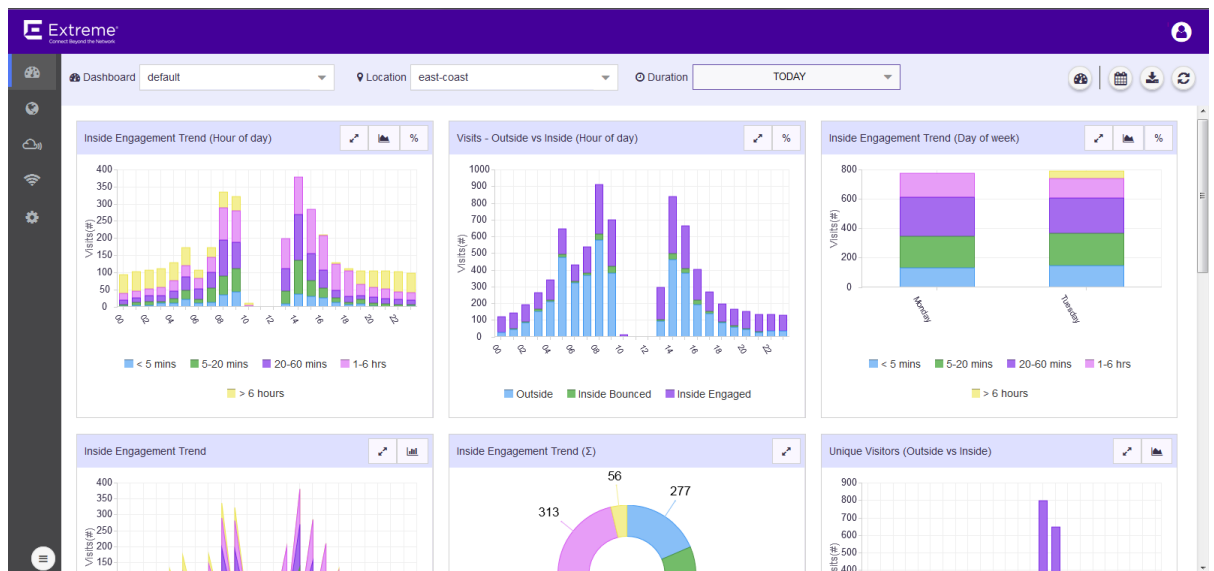 Extreme
Connect Beyond the Network
Dashboard default Location east-coast Duration TODAY
Inside Engagement Trend (Hour of day) %
400
350
300
250
200
150
100
50
0
Visits(#)
00 02 04 06 08 10 12 14 16 18 20 22
< 5 mins 5-20 mins 20-60 mins 1-6 hrs
> 6 hours
Visits - Outside vs Inside (Hour of day) %
1000
900
800
700
600
500
400
300
200
100
0
Visits(#)
00 02 04 06 08 10 12 14 16 18 20 22
Outside Inside Bounced Inside Engaged
Inside Engagement Trend (Day of week) %
800
600
400
200
0
Visits(#)
Monday Tuesday
< 5 mins 5-20 mins 20-60 mins 1-6 hrs
> 6 hours
Inside Engagement Trend
400
350
300
250
200
150
Visits(#)
Inside Engagement Trend (Σ)
56
277
313
Unique Visitors (Outside vs Inside)
900
800
700
600
500
400